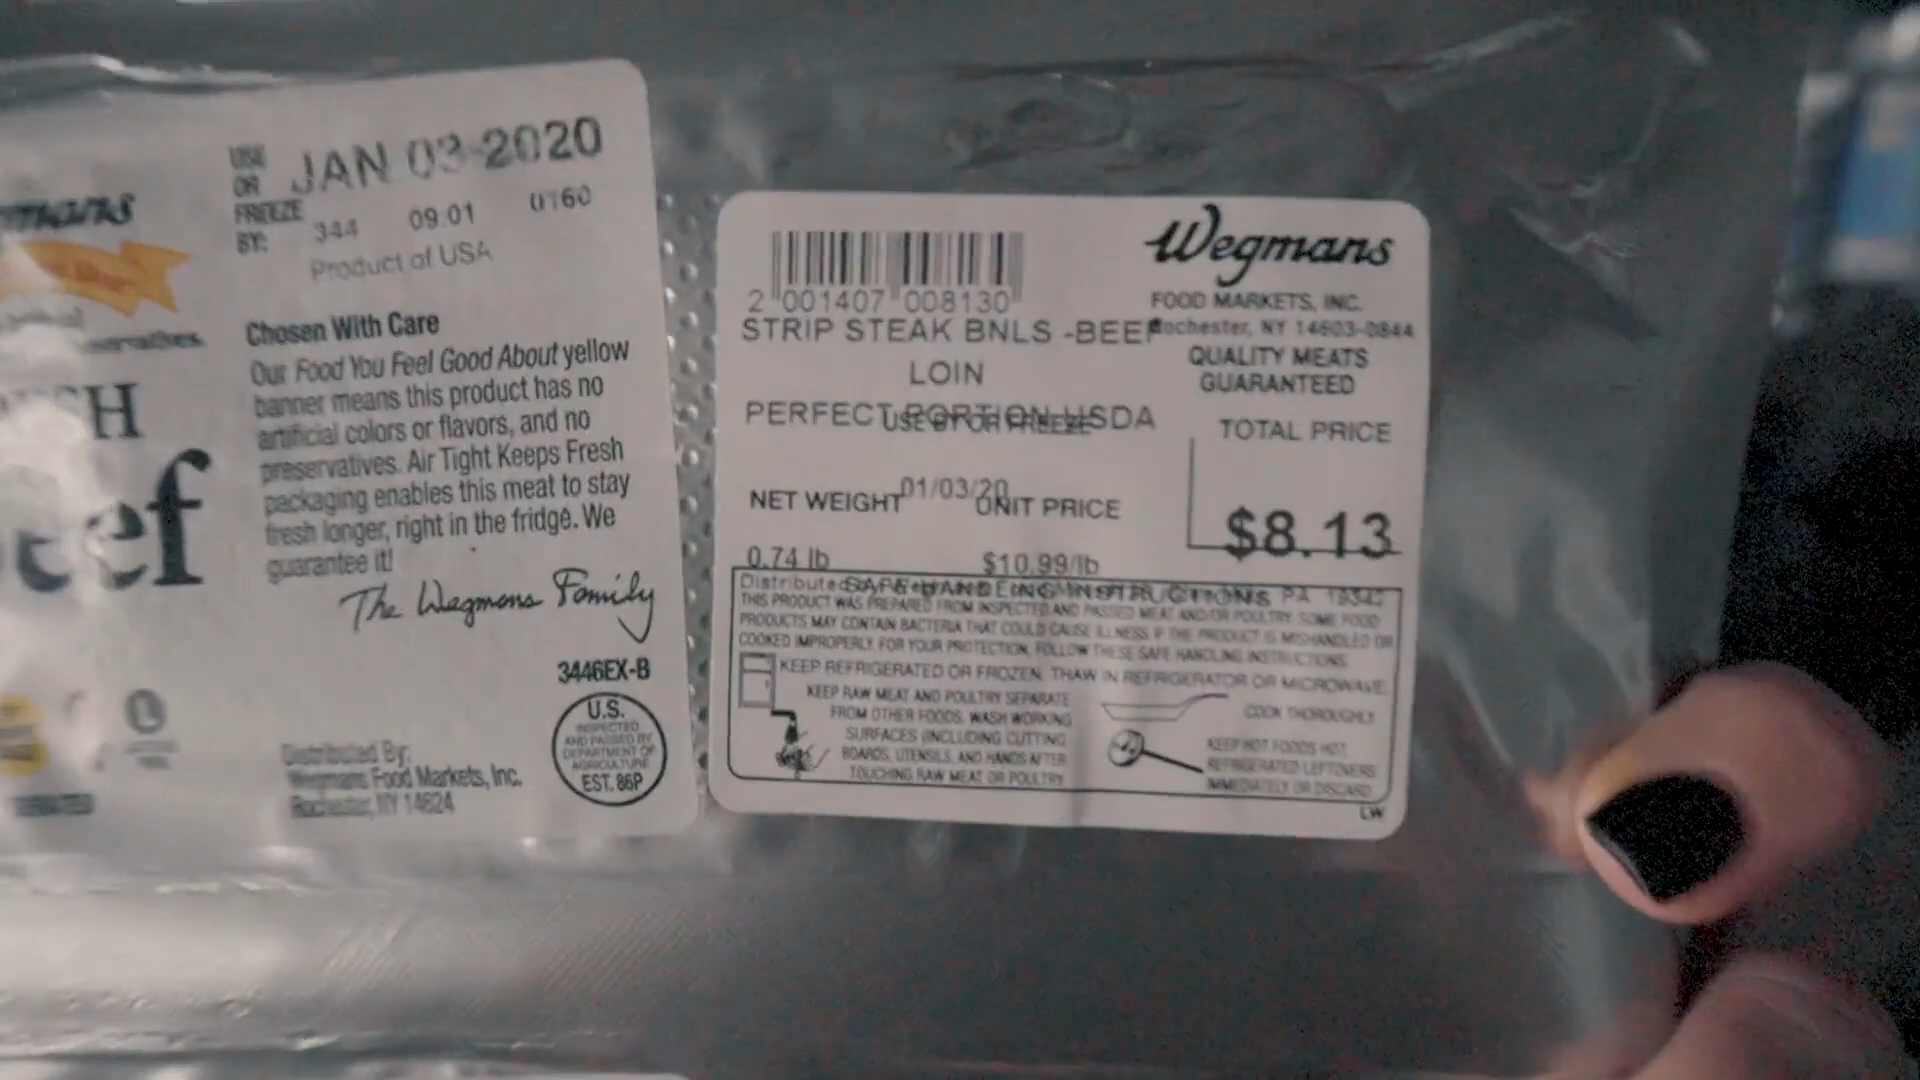 USE
OR
FREEZE
BY:
JAN 03 2020
344 09:01 0160
Product of USA
H
Chosen With Care
Our Food You Feel Good About yellow
banner means this product has no
artificial colors or flavors, and no
preservatives. Air Tight Keeps Fresh
packaging enables this meat to stay
fresh longer, right in the fridge. We
guarantee it!
The Wegmans Family
3446EX-B
U.S.
INSPECTED
AND PASSED BY
DEPARTMENT OF
AGRICULTURE
EST. 86P
Distributed By:
Wegmans Food Markets, Inc.
Rochester, NY 14624
2 001407 008130
STRIP STEAK BNLS -BEEF
LOIN
PERFECT PORTION USDA
USE BY OR FREEZE
01/03/20
NET WEIGHT
UNIT PRICE
0.74 lb
$10.99/lb
Wegmans
FOOD MARKETS, INC.
Rochester, NY 14603-0844
QUALITY MEATS
GUARANTEED
TOTAL PRICE
$8.13
Distributed
SAFE HANDLING INSTRUCTIONS
PA 19342
THIS PRODUCT WAS PREPARED FROM INSPECTED AND PASSED MEAT AND/OR POULTRY. SOME FOOD
PRODUCTS MAY CONTAIN BACTERIA THAT COULD CAUSE ILLNESS IF THE PRODUCT IS MISHANDLED OR
COOKED IMPROPERLY. FOR YOUR PROTECTION, FOLLOW THESE SAFE HANDLING INSTRUCTIONS.
KEEP REFRIGERATED OR FROZEN. THAW IN REFRIGERATOR OR MICROWAVE.
KEEP RAW MEAT AND POULTRY SEPARATE
FROM OTHER FOODS. WASH WORKING
SURFACES (INCLUDING CUTTING
BOARDS, UTENSILS, AND HANDS AFTER
TOUCHING RAW MEAT OR POULTRY.
COOK THOROUGHLY
KEEP HOT FOODS HOT.
REFRIGERATED LEFTOVERS
IMMEDIATELY OR DISCARD.
LW